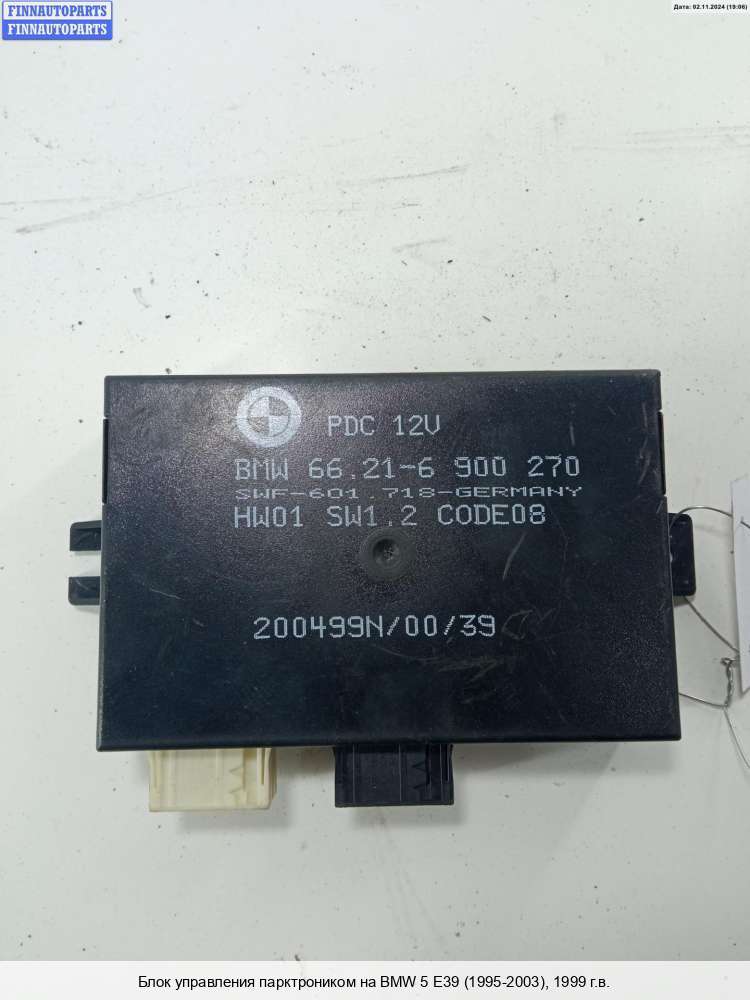 FINNAUTOPARTS
FINNAUTOPARTS
Дата: 02.11.2024 (19:06)
PDC 12V
BMW 66.21-6 900 270
SWF-601.718-GERMANY
HW01 SW1.2 CODE08
200499N/00/39
Блок управления парктроником на BMW 5 E39 (1995-2003), 1999 г.в.